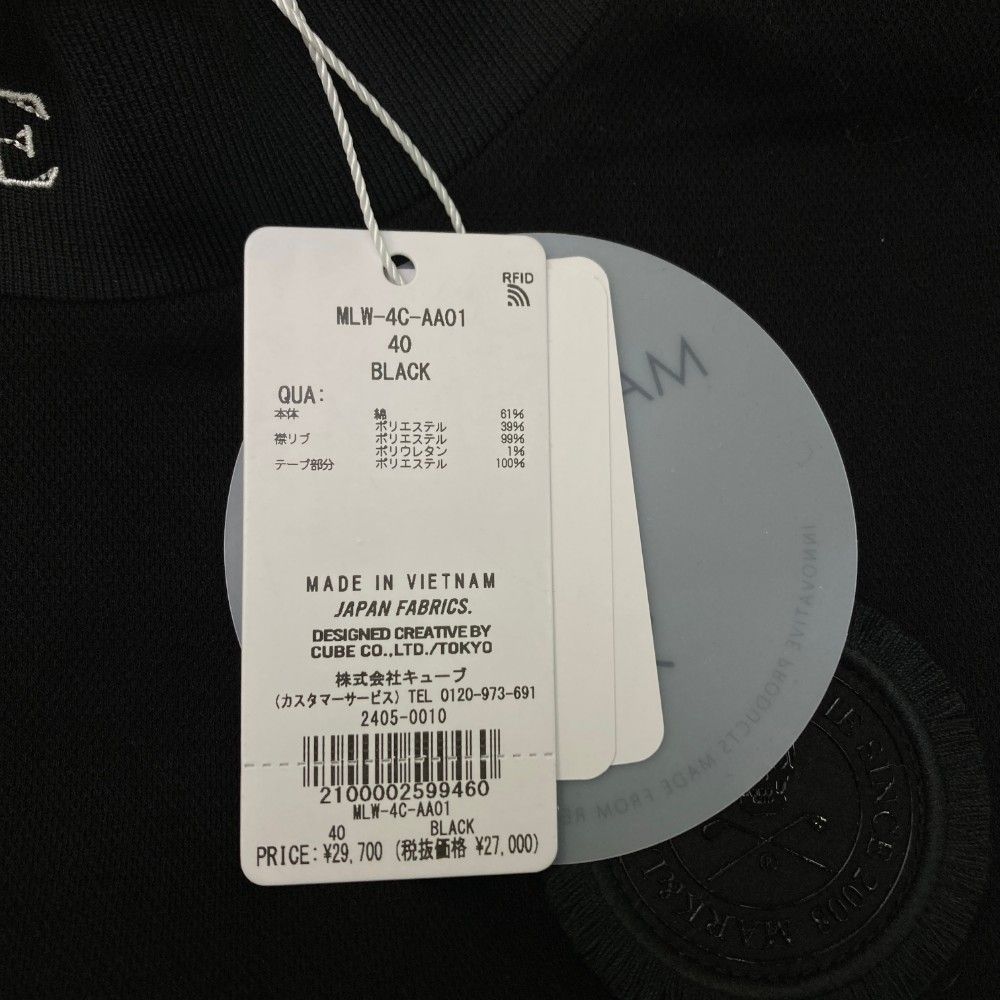 E
RFID
MLW-4C-AA01
40
BLACK
QUA:
本体 綿 61%
ポリエステル 39%
襟リブ ポリエステル 99%
ポリウレタン 1%
テープ部分 ポリエステル 100%
MADE IN VIETNAM
JAPAN FABRICS.
DESIGNED CREATIVE BY
CUBE CO.,LTD./TOKYO
株式会社キューブ
(カスタマーサービス) TEL 0120-973-691
2405-0010
2100002599460
MLW-4C-AA01
40 BLACK
PRICE:¥29,700 (税抜価格 ¥27,000)
MA
INNOVATIVE PRODUCTS MADE FROM RE
SINCE 2008 MARK&L